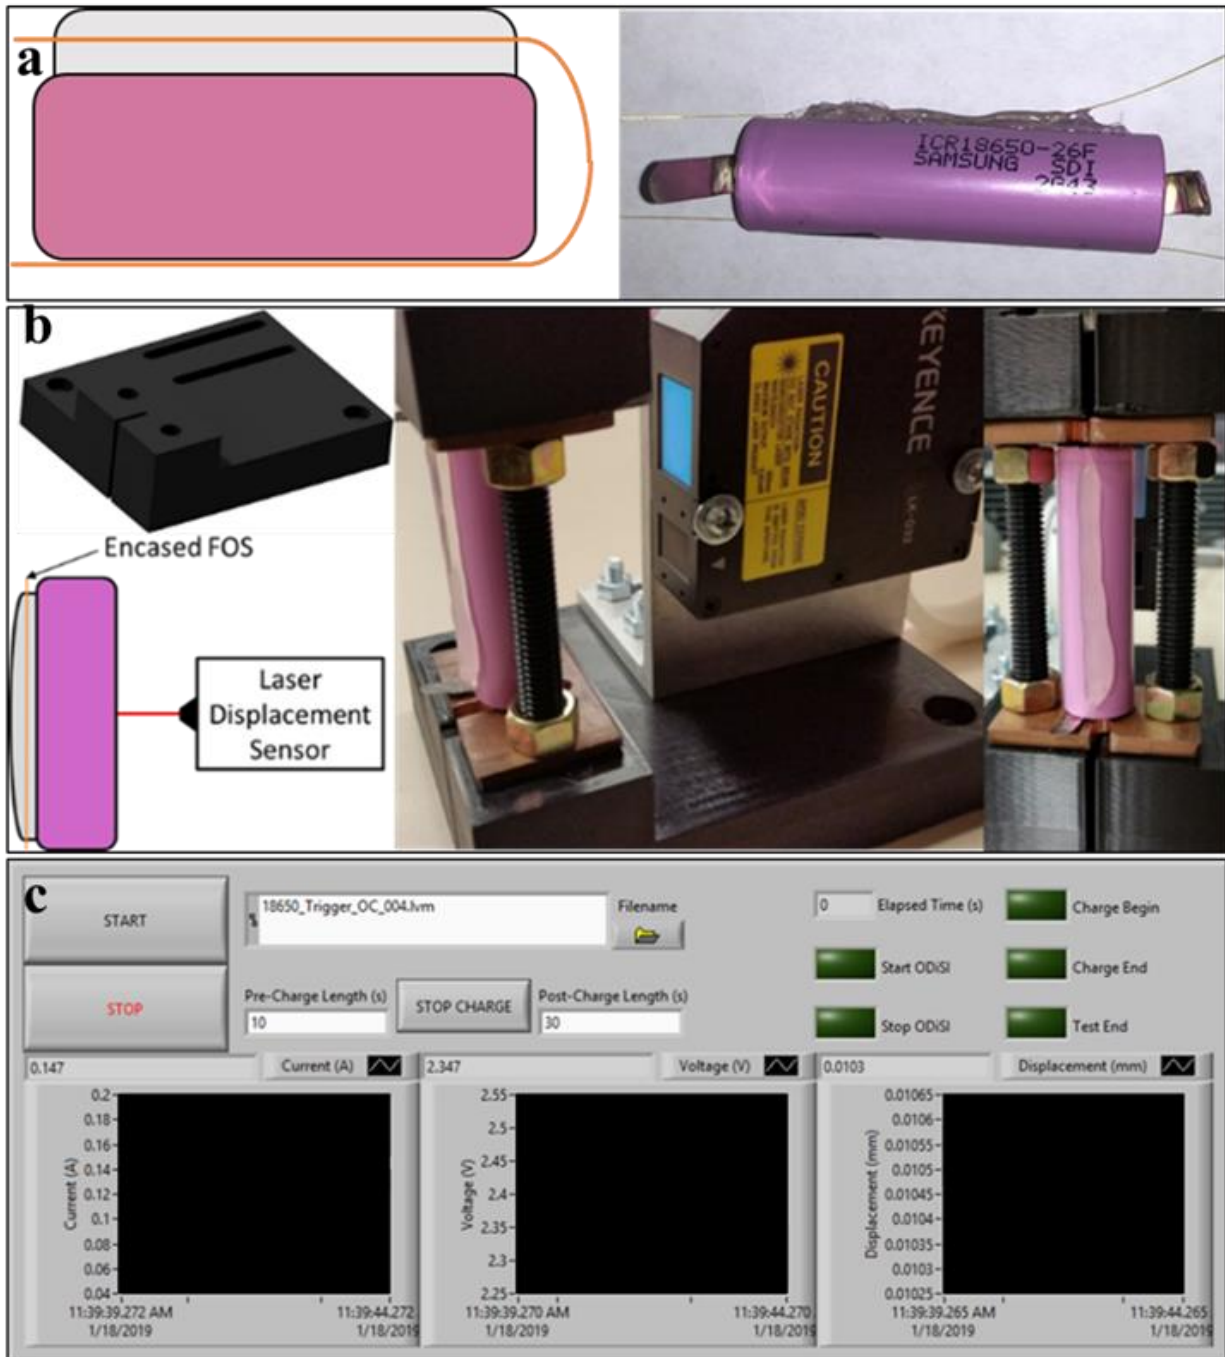 a
ICR18650-26F
SAMSUNG SDI
b
Encased FOS
Laser
Displacement
Sensor
CAUTION
KEYENCE
c
START
18650_Trigger_OC_004.lvm
Filename
0
Elapsed Time (s)
Charge Begin
Start ODiSI
Charge End
STOP
Pre-Charge Length (s)
10
STOP CHARGE
Post-Charge Length (s)
30
Stop ODiSI
Test End
0.147
Current (A)
2.347
Voltage (V)
0.0103
Displacement (mm)
Current (A)
0.2
0.18
0.16
0.14
0.12
0.1
0.08
0.06
0.04
11:39:39.272 AM
1/18/2019
11:39:44.272
1/18/2019
Voltage (V)
2.55
2.5
2.45
2.4
2.35
2.3
2.25
11:39:39.270 AM
1/18/2019
11:39:44.270
1/18/2019
Displacement (mm)
0.01065
0.0106
0.01055
0.0105
0.01045
0.0104
0.01035
0.0103
0.01025
11:39:39.265 AM
1/18/2019
11:39:44.265
1/18/2019